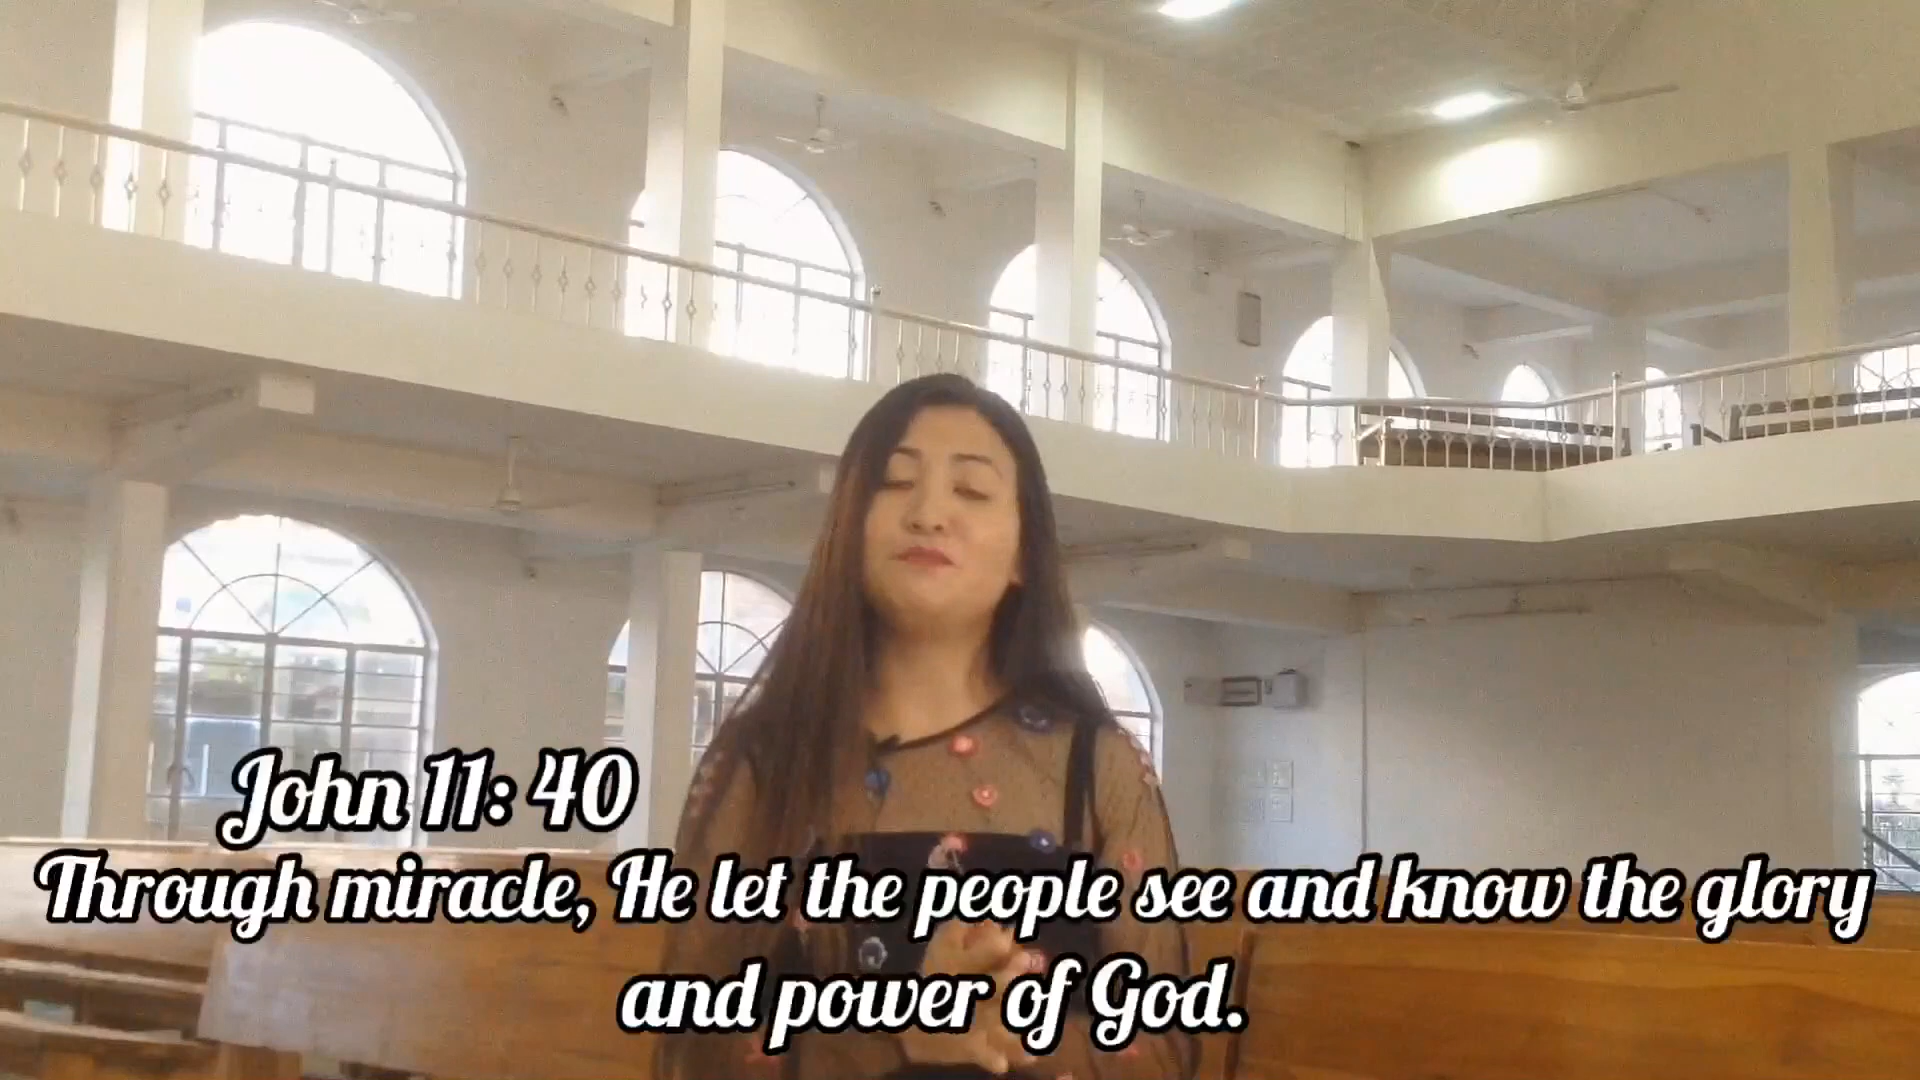 John 11: 40
Through miracle, He let the people see and know the glory
and power of God.